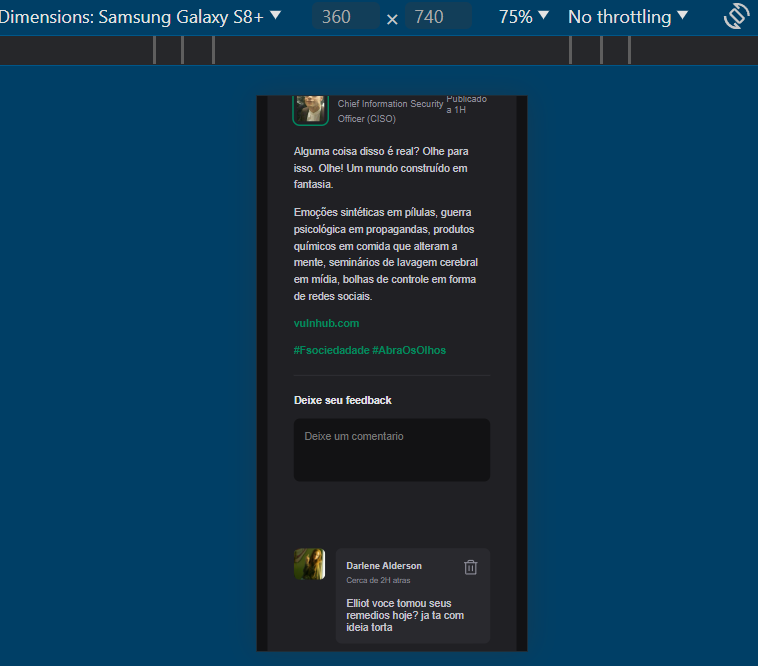 Dimensions: Samsung Galaxy S8+ ▼ 360 × 740 75% ▼ No throttling ▼
Chief Information Security
Officer (CISO)
Publicado
a 1H
Alguma coisa disso é real? Olhe para
isso. Olhe! Um mundo construído em
fantasia.
Emoções sintéticas em pílulas, guerra
psicológica em propagandas, produtos
químicos em comida que alteram a
mente, seminários de lavagem cerebral
em mídia, bolhas de controle em forma
de redes sociais.
vulnhub.com
#Fsociedadade #AbraOsOlhos
Deixe seu feedback
Deixe um comentario
Darlene Alderson
Cerca de 2H atras
Elliot voce tomou seus
remedios hoje? ja ta com
ideia torta